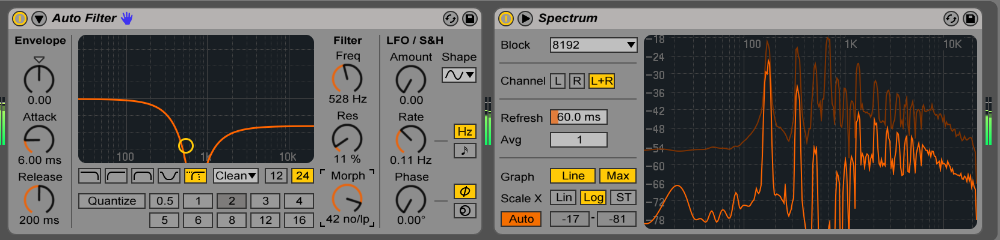 Auto Filter
Envelope
0.00
Attack
6.00 ms
Release
200 ms
100 1k 10K
Clean 12 24
Quantize 0.5 1 2 3 4
5 6 8 12 16
Filter
Freq
528 Hz
Res
11 %
Morph
42 no/lp
LFO / S&H
Amount Shape
0.00
Rate
Hz
0.11 Hz
Phase
0.00°
Spectrum
Block 8192
Channel L R L+R
Refresh 60.0 ms
Avg 1
Graph Line Max
Scale X Lin Log ST
Auto -17 - -81
100 1K 10K
-18
-24
-30
-36
-42
-48
-54
-60
-66
-72
-78